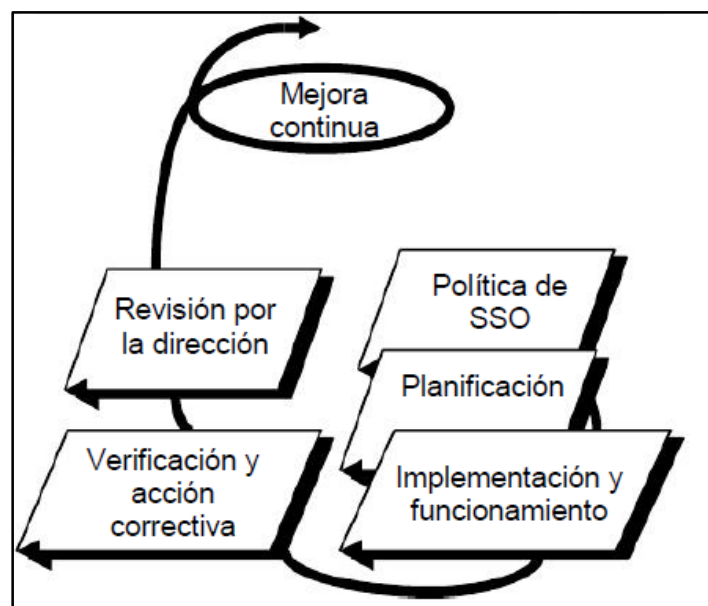 Mejora
continua
Revisión por
la dirección
Política de
SSO
Planificación
Verificación y
acción
correctiva
Implementación y
funcionamiento